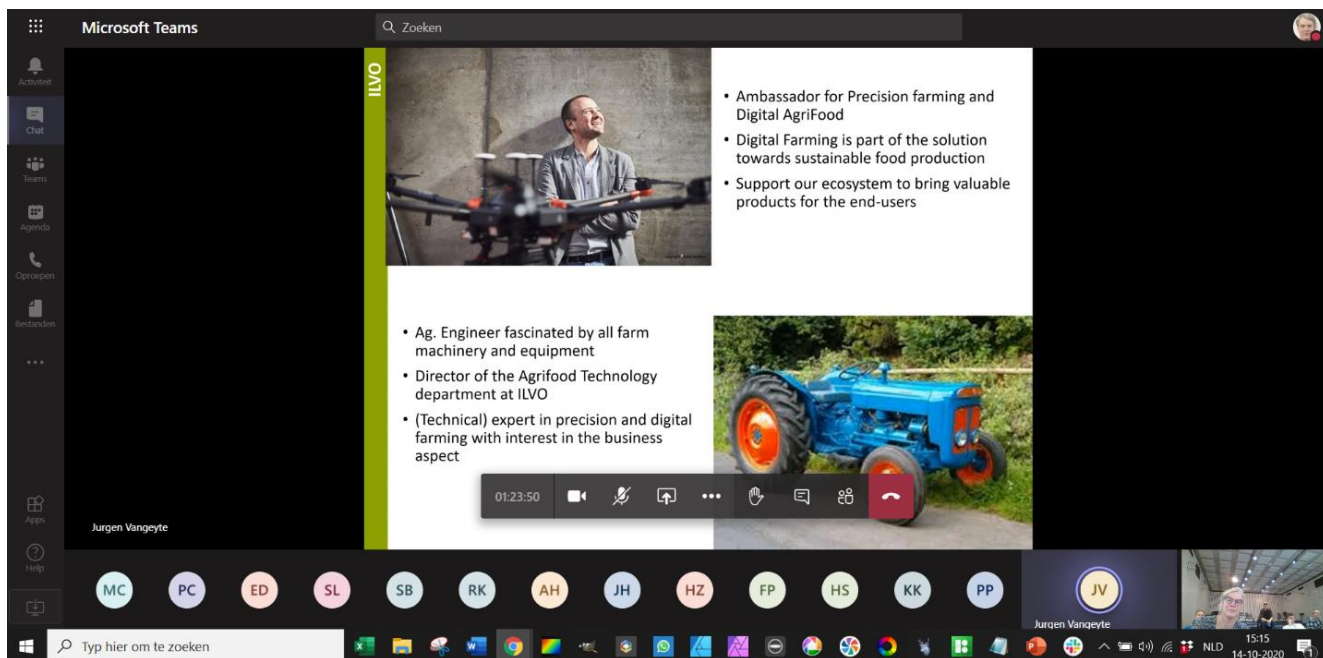 Microsoft Teams
Zoeken
Activiteit
Chat
Teams
Agenda
Oproepen
Bestanden
Apps
Help
ILVO
• Ambassador for Precision farming and
Digital AgriFood
• Digital Farming is part of the solution
towards sustainable food production
• Support our ecosystem to bring valuable
products for the end-users
• Ag. Engineer fascinated by all farm
machinery and equipment
• Director of the Agrifood Technology
department at ILVO
• (Technical) expert in precision and digital
farming with interest in the business
aspect
01:23:50
Jurgen Vangeyte
MC PC ED SL SB RK AH JH HZ FP HS KK PP JV
Jurgen Vangeyte
Typ hier om te zoeken
NLD
15:15
14-10-2020